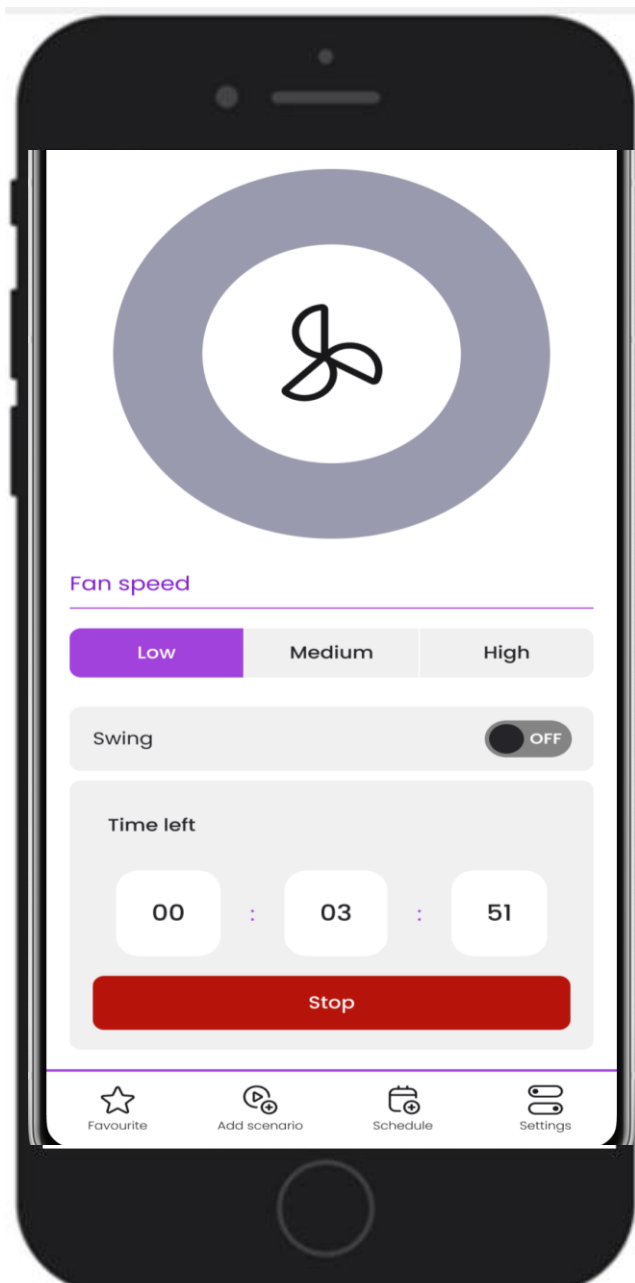 Fan speed
Low Medium High
Swing OFF
Time left
00 : 03 : 51
Stop
Favourite Add scenario Schedule Settings